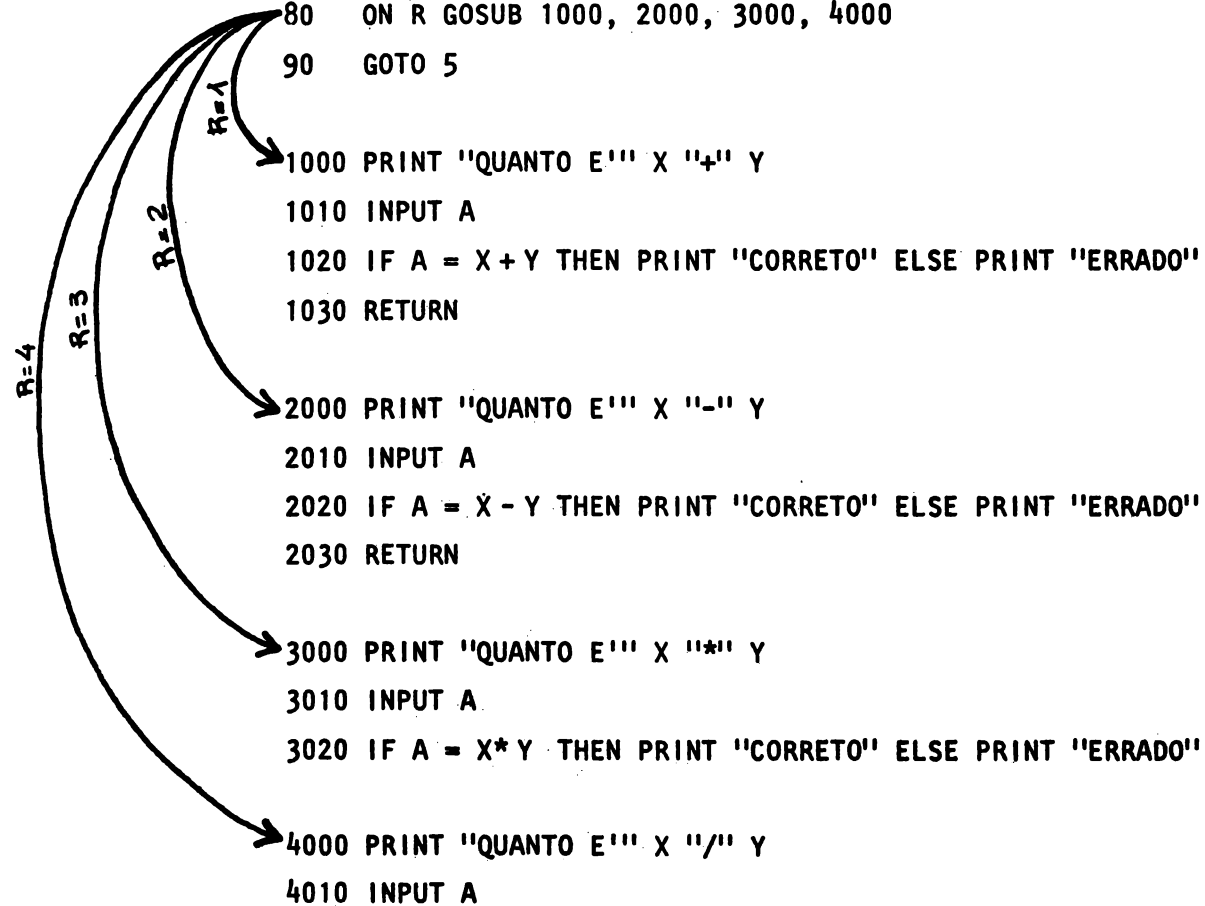 80 ON R GOSUB 1000, 2000, 3000, 4000
90 GOTO 5
R=1
1000 PRINT "QUANTO E'" X "+" Y
1010 INPUT A
R=2
1020 IF A = X + Y THEN PRINT "CORRETO" ELSE PRINT "ERRADO"
R=3
1030 RETURN
R=4
2000 PRINT "QUANTO E'" X "-" Y
2010 INPUT A
2020 IF A = X - Y THEN PRINT "CORRETO" ELSE PRINT "ERRADO"
2030 RETURN
3000 PRINT "QUANTO E'" X "*" Y
3010 INPUT A
3020 IF A = X* Y THEN PRINT "CORRETO" ELSE PRINT "ERRADO"
4000 PRINT "QUANTO E'" X "/" Y
4010 INPUT A